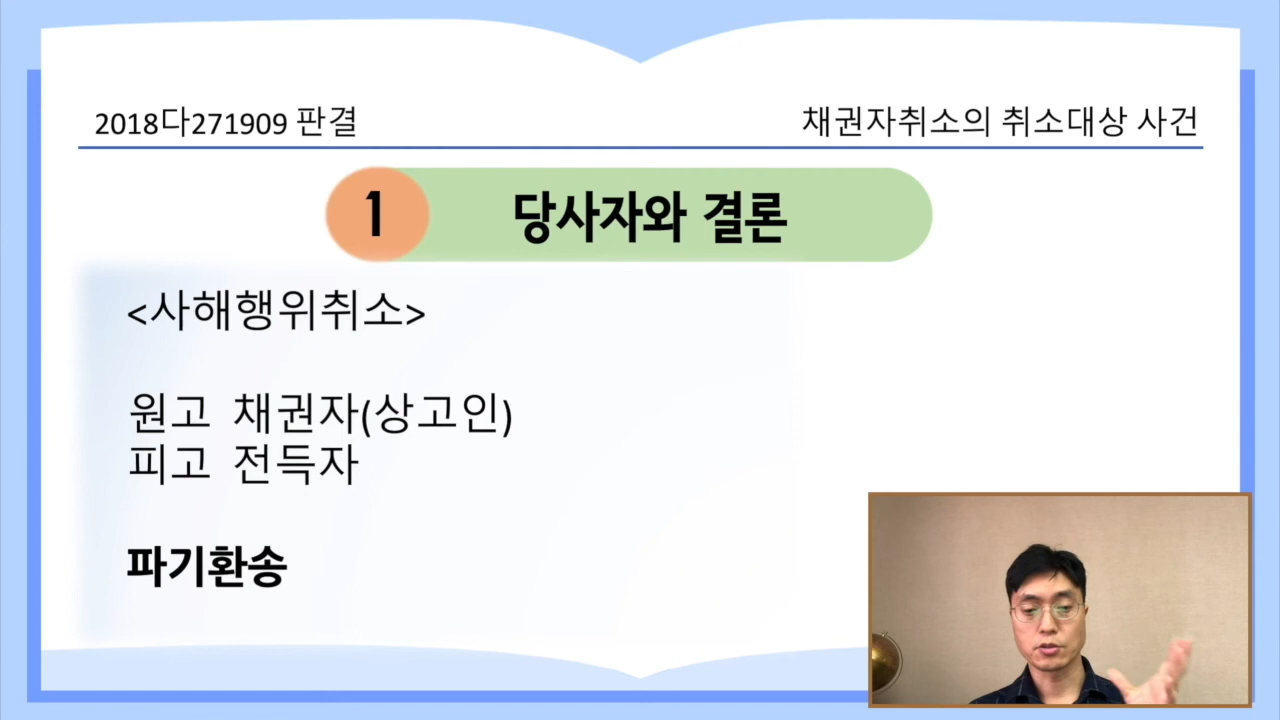 2018다271909 판결
채권자취소의 취소대상 사건
1 당사자와 결론
<사해행위취소>
원고 채권자(상고인)
피고 전득자
파기환송